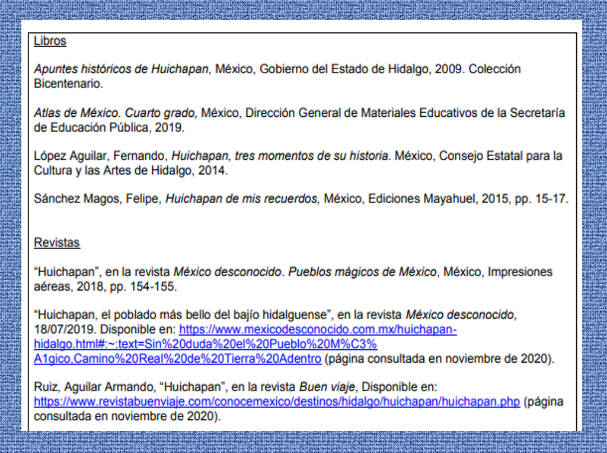 Libros
Apuntes históricos de Huichapan, México, Gobierno del Estado de Hidalgo, 2009. Colección
Bicentenario.
Atlas de México. Cuarto grado, México, Dirección General de Materiales Educativos de la Secretaría
de Educación Pública, 2019.
López Aguilar, Fernando, Huichapan, tres momentos de su historia. México, Consejo Estatal para la
Cultura y las Artes de Hidalgo, 2014.
Sánchez Magos, Felipe, Huichapan de mis recuerdos, México, Ediciones Mayahuel, 2015, pp. 15-17.
Revistas
“Huichapan”, en la revista México desconocido. Pueblos mágicos de México, México, Impresiones
aéreas, 2018, pp. 154-155.
“Huichapan, el poblado más bello del bajío hidalguense”, en la revista México desconocido,
18/07/2019. Disponible en: https://www.mexicodesconocido.com.mx/huichapan-
hidalgo.html#:~:text=Sin%20duda%20el%20Pueblo%20M%C3%
A1gico,Camino%20Real%20de%20Tierra%20Adentro (página consultada en noviembre de 2020).
Ruiz, Aguilar Armando, “Huichapan”, en la revista Buen viaje, Disponible en:
https://www.revistabuenviaje.com/conocemexico/destinos/hidalgo/huichapan/huichapan.php (página
consultada en noviembre de 2020).